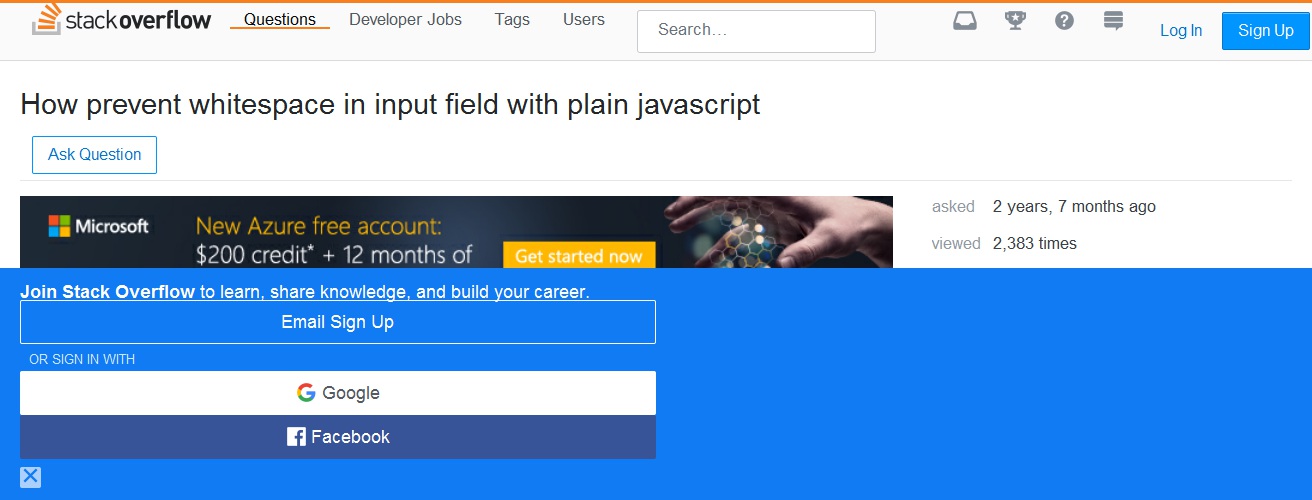 stackoverflow Questions Developer Jobs Tags Users Search... Log In Sign Up
How prevent whitespace in input field with plain javascript
Ask Question
Microsoft
New Azure free account:
$200 credit* + 12 months of
Get started now
asked 2 years, 7 months ago
viewed 2,383 times
Join Stack Overflow to learn, share knowledge, and build your career.
Email Sign Up
OR SIGN IN WITH
Google
Facebook